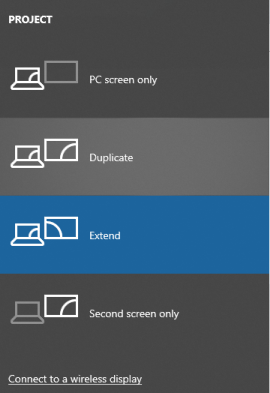 PROJECT
PC screen only
Duplicate
Extend
Second screen only
Connect to a wireless display